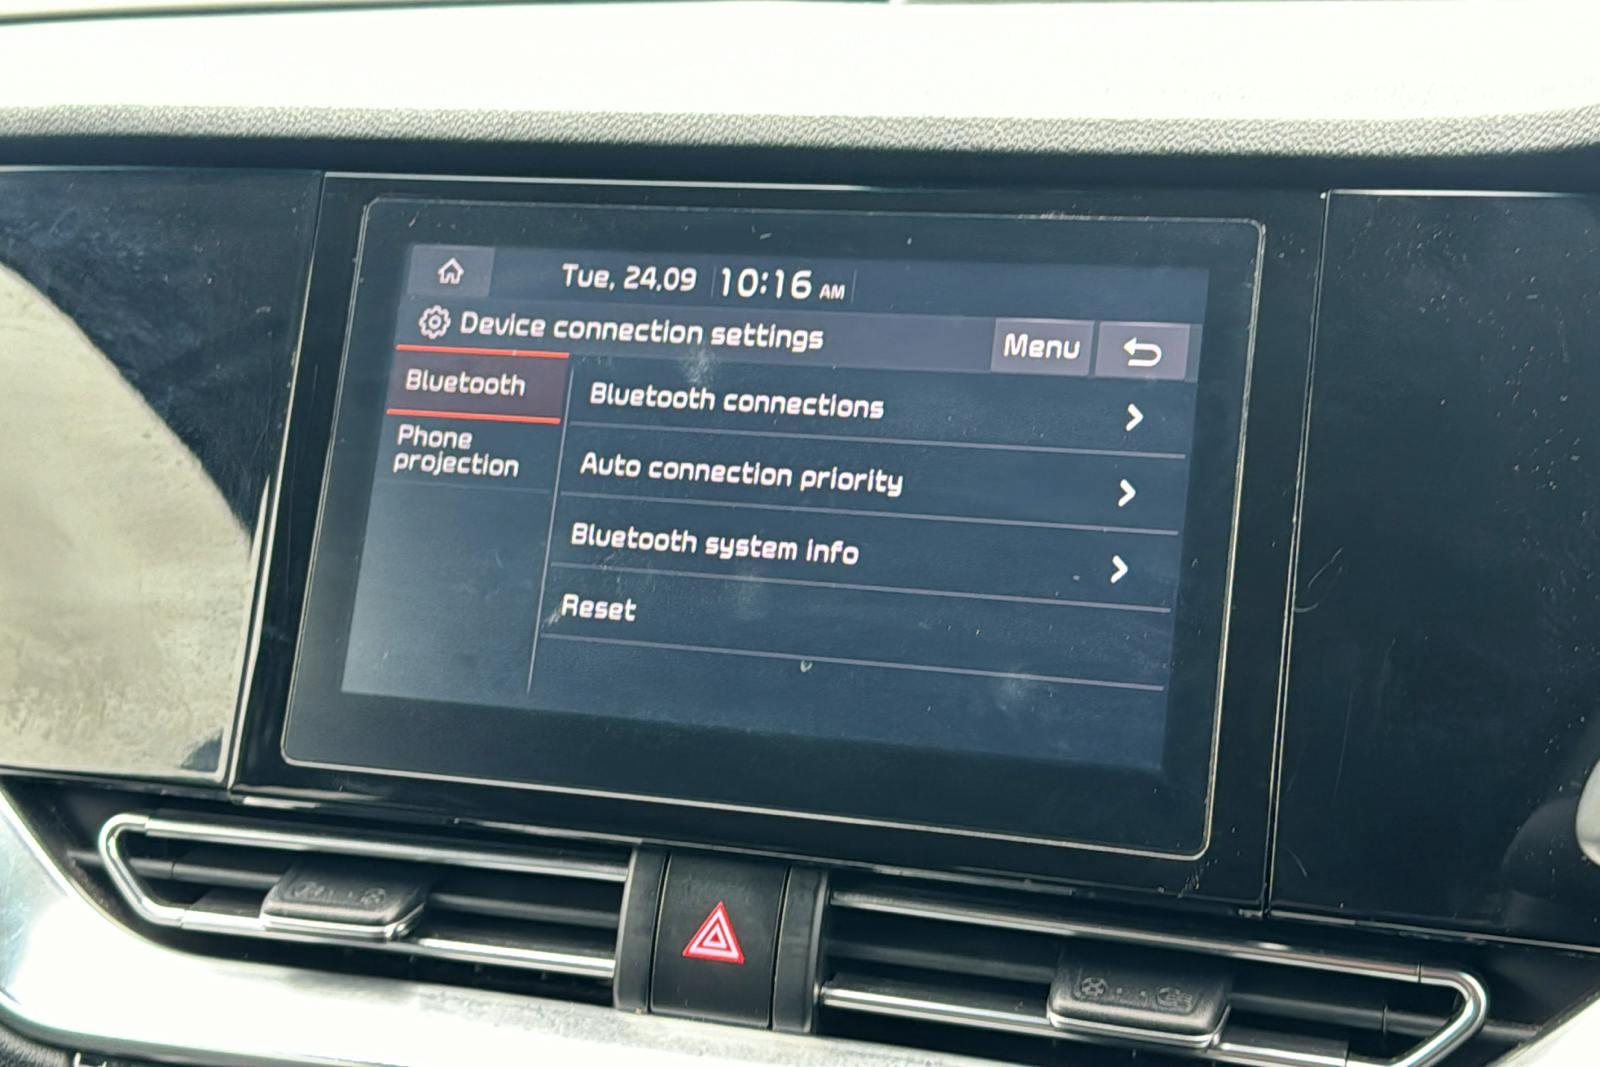 Tue, 24.09 10:16 AM
Device connection settings Menu
Bluetooth
Phone
projection
Bluetooth connections
Auto connection priority
Bluetooth system info
Reset